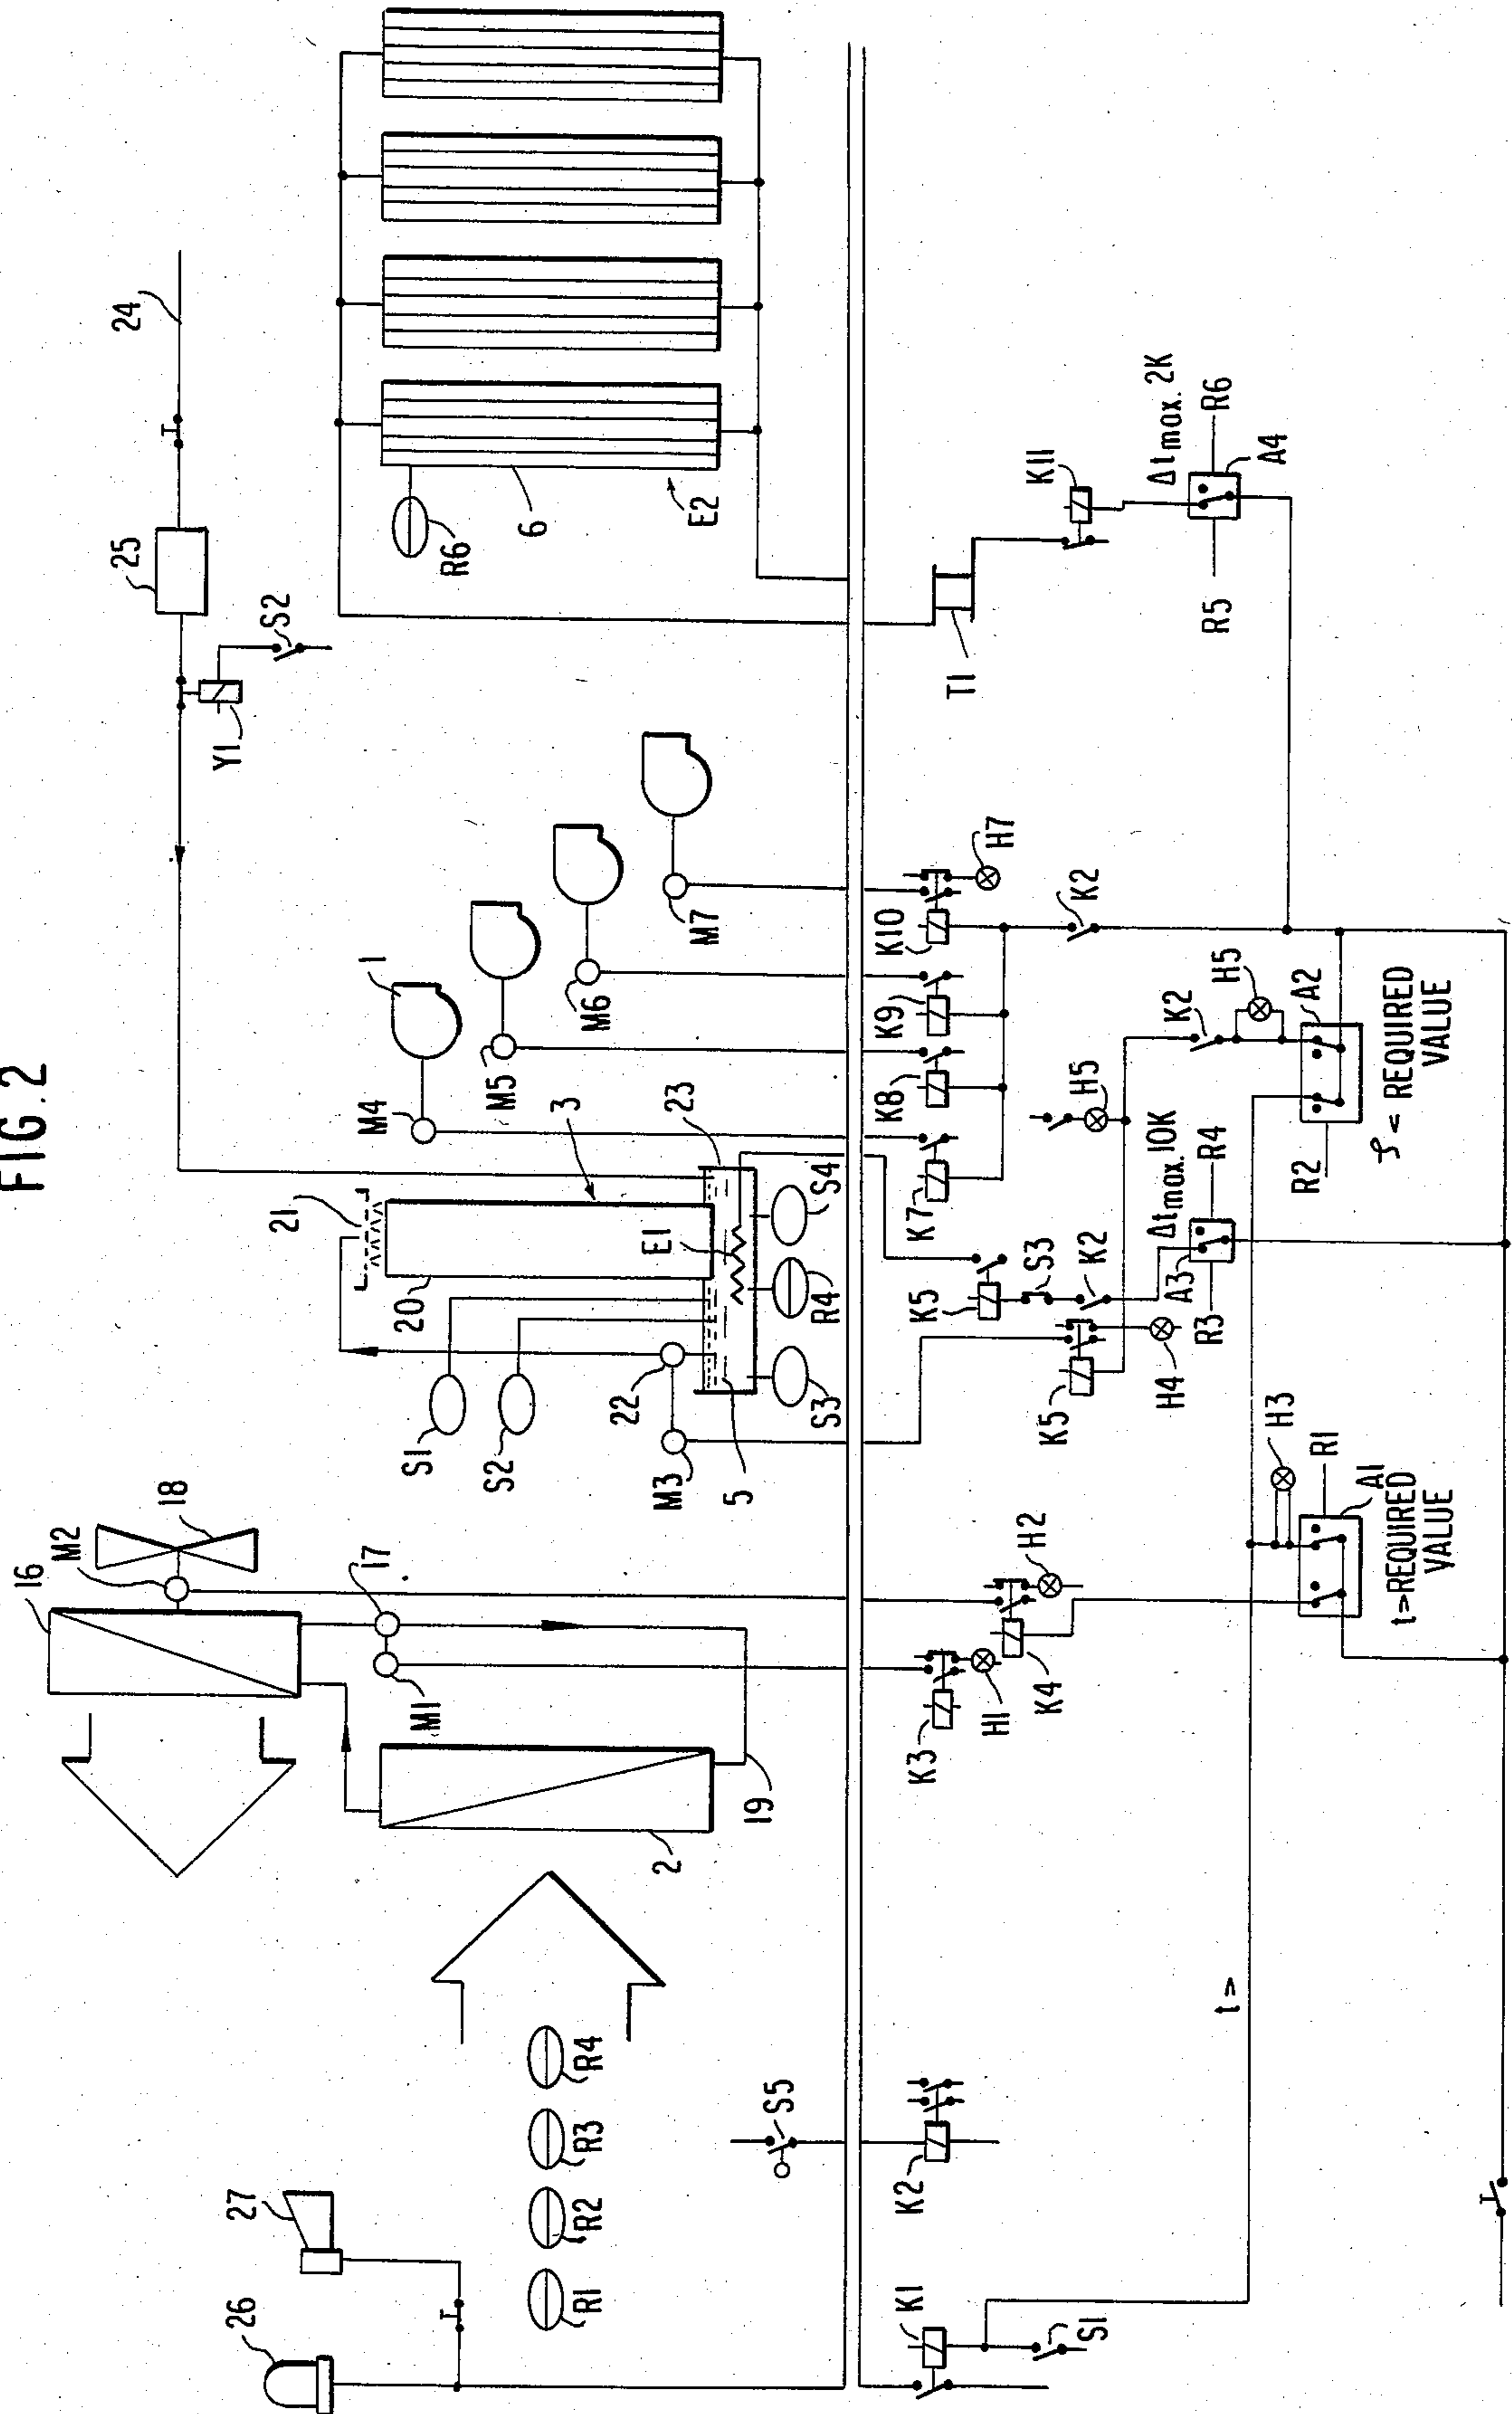 FIG. 2
26
27
R1
R2
R3
R4
S5
16
M2
18
17
M1
2
19
S1
S2
22
M3
5
S3
21
20
3
E1
R4
S4
23
M4
1
M5
M6
M7
24
25
S2
Y1
R6
6
E2
K1
S1
K2
t>
K3
H1
K4
H2
H3
A1
R1
t>REQUIRED
VALUE
K5
H4
K5
S3
K2
A3
R3
Δtmax. 10K
R4
K7
K8
K9
K10
H7
K2
H5
K2
H5
A2
R2
< REQUIRED
VALUE
T1
K11
Δtmax. 2K
R5
R6
A4